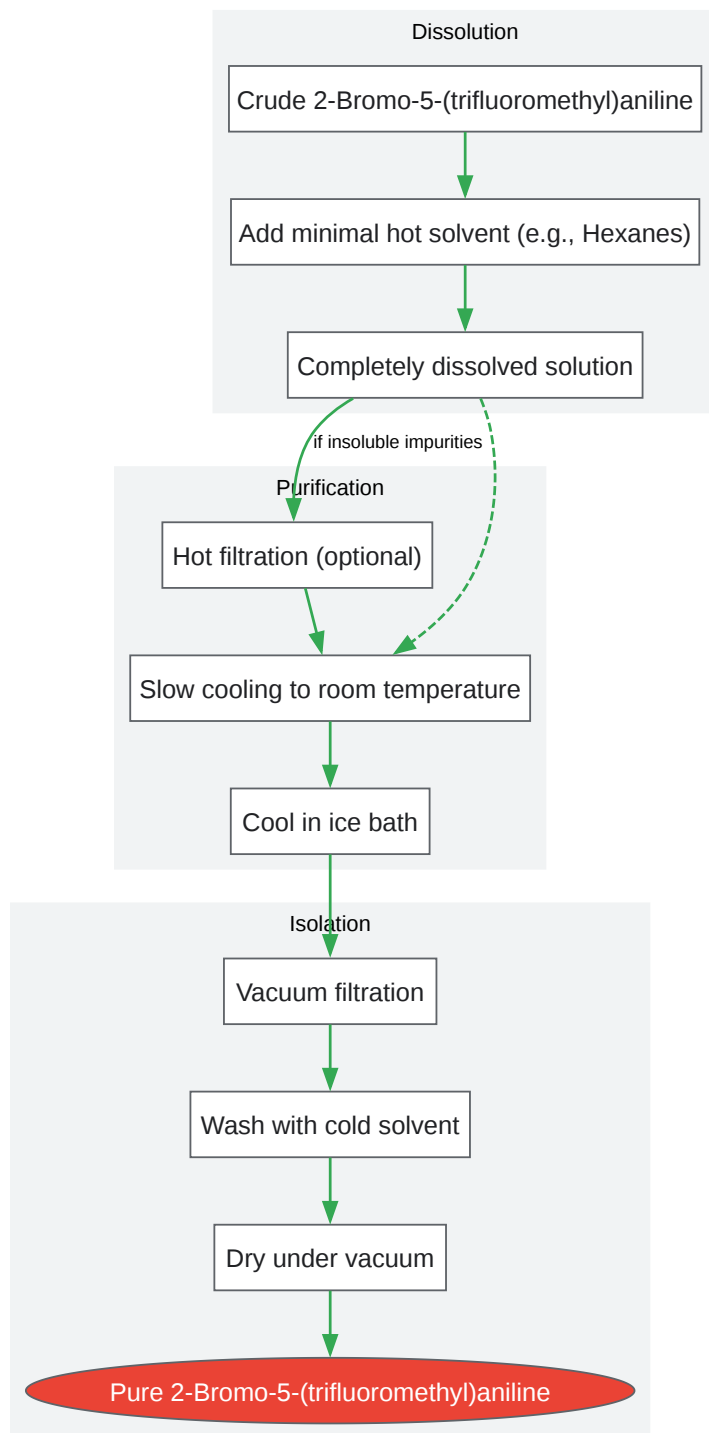 Dissolution
Crude 2-Bromo-5-(trifluoromethyl)aniline
Add minimal hot solvent (e.g., Hexanes)
Completely dissolved solution
if insoluble impurities
Purification
Hot filtration (optional)
Slow cooling to room temperature
Cool in ice bath
Isolation
Vacuum filtration
Wash with cold solvent
Dry under vacuum
Pure 2-Bromo-5-(trifluoromethyl)aniline